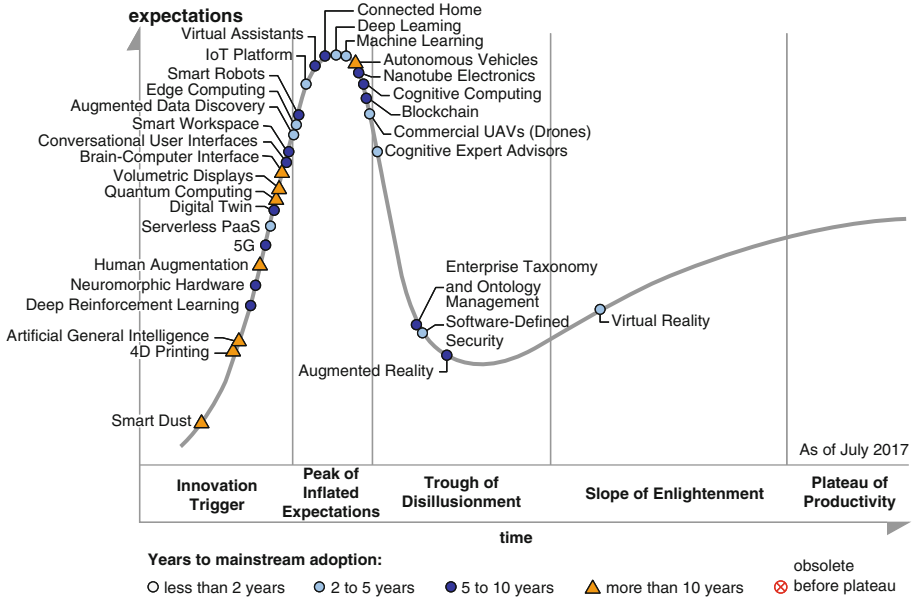 expectations
Connected Home
Deep Learning
Machine Learning
Virtual Assistants
IoT Platform
Autonomous Vehicles
Smart Robots
Nanotube Electronics
Edge Computing
Cognitive Computing
Augmented Data Discovery
Blockchain
Smart Workspace
Commercial UAVs (Drones)
Conversational User Interfaces
Cognitive Expert Advisors
Brain-Computer Interface
Volumetric Displays
Quantum Computing
Digital Twin
Serverless PaaS
5G
Human Augmentation
Neuromorphic Hardware
Deep Reinforcement Learning
Artificial General Intelligence
4D Printing
Smart Dust
Enterprise Taxonomy
and Ontology
Management
Software-Defined
Security
Augmented Reality
Virtual Reality
As of July 2017
Innovation
Trigger
Peak of
Inflated
Expectations
Trough of
Disillusionment
Slope of Enlightenment
Plateau of
Productivity
time
Years to mainstream adoption:
less than 2 years
2 to 5 years
5 to 10 years
more than 10 years
obsolete
before plateau